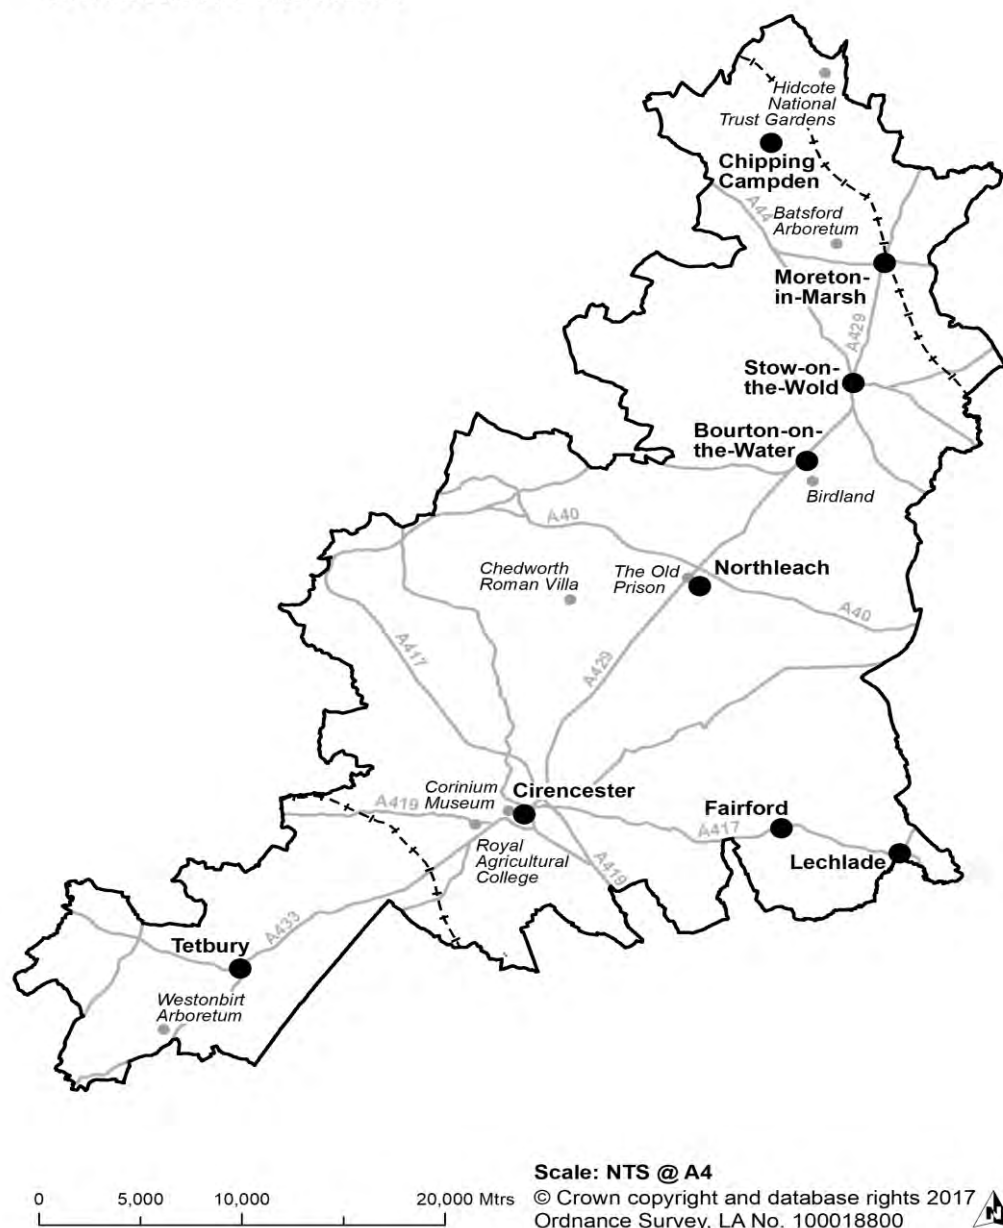 Hidcote
National
Trust Gardens
Chipping
Campden
A44
Batsford
Arboretum
Moreton-
in-Marsh
A429
Stow-on-
the-Wold
Bourton-on-
the-Water
Birdland
A40
Chedworth
Roman Villa
The Old
Prison
Northleach
A40
A417
A429
Corinium
Museum
Cirencester
A419
Royal
Agricultural
College
A419
Fairford
A417
Lechlade
A433
Tetbury
Westonbirt
Arboretum
0 5,000 10,000 20,000 Mtrs
Scale: NTS @ A4
© Crown copyright and database rights 2017
Ordnance Survey, LA No. 100018800
N